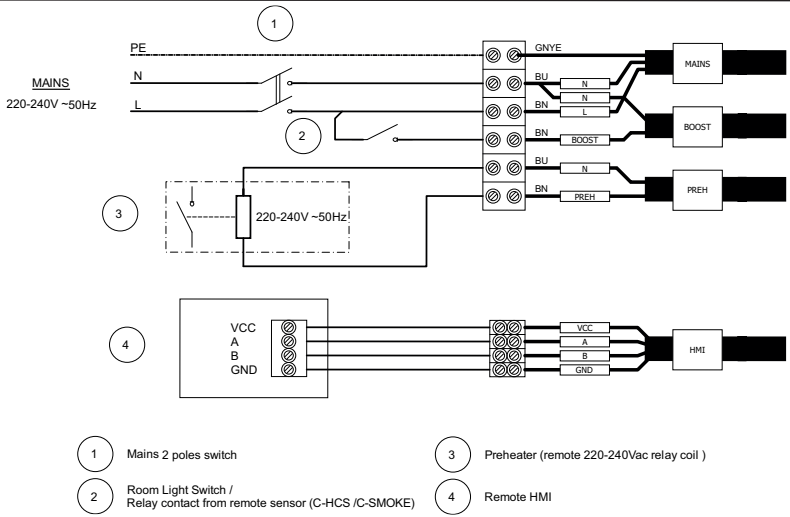 1
PE
GNYE
MAINS
MAINS
220-240V ~50Hz
N
BU
N
N
L
BN
L
2
BN
BOOST
BOOST
BU
N
3
220-240V ~50Hz
BN
PREH
PREH
4
VCC
VCC
A
A
B
B
GND
GND
HMI
1 Mains 2 poles switch
3 Preheater (remote 220-240Vac relay coil )
2 Room Light Switch /
Relay contact from remote sensor (C-HCS /C-SMOKE)
4 Remote HMI